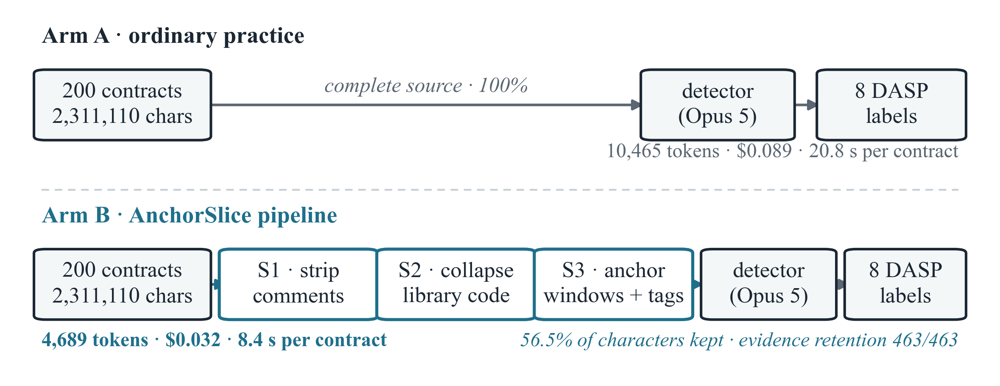 Arm A · ordinary practice
200 contracts
2,311,110 chars
complete source · 100%
detector
(Opus 5)
8 DASP
labels
10,465 tokens · $0.089 · 20.8 s per contract
Arm B · AnchorSlice pipeline
200 contracts
2,311,110 chars
S1 · strip
comments
S2 · collapse
library code
S3 · anchor
windows + tags
detector
(Opus 5)
8 DASP
labels
4,689 tokens · $0.032 · 8.4 s per contract
56.5% of characters kept · evidence retention 463/463